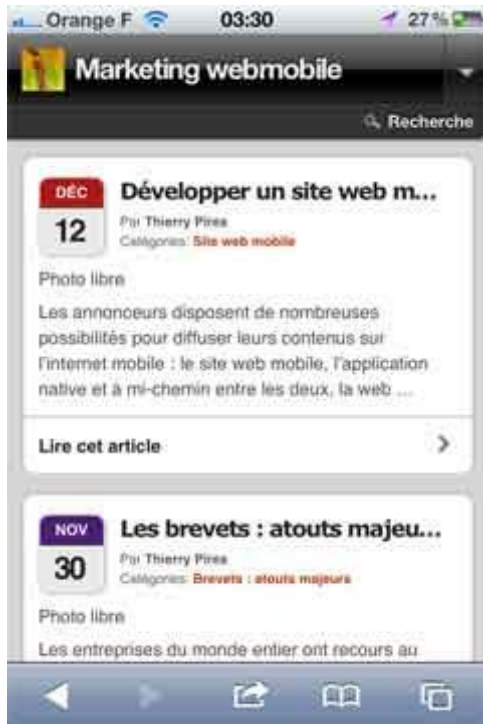 Orange F 03:30 27%
Marketing webmobile
Recherche
DÉC
12
Développer un site web m...
Par Thierry Pires
Catégories: Site web mobile
Photo libre
Les annonceurs disposent de nombreuses
possibilités pour diffuser leurs contenus sur
l'internet mobile : le site web mobile, l'application
native et à mi-chemin entre les deux, la web ...
Lire cet article
NOV
30
Les brevets : atouts majeu...
Par Thierry Pires
Catégories: Brevets : atouts majeurs
Photo libre
Les entreprises du monde entier ont recours au